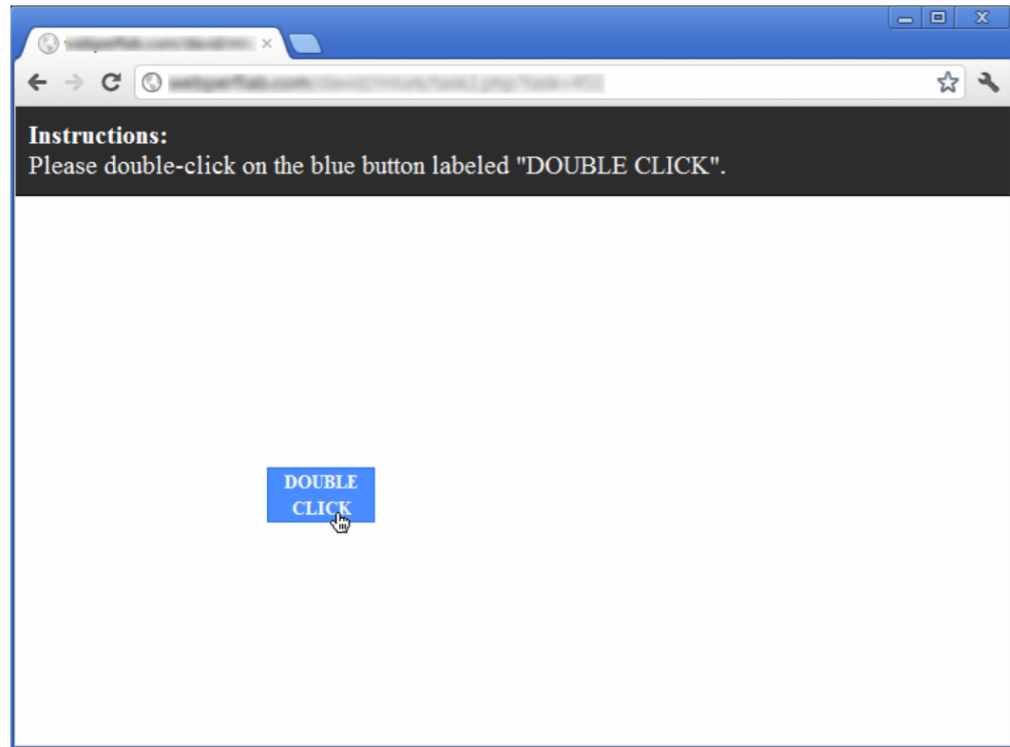 Instructions:
Please double-click on the blue button labeled "DOUBLE CLICK".
DOUBLE
CLICK